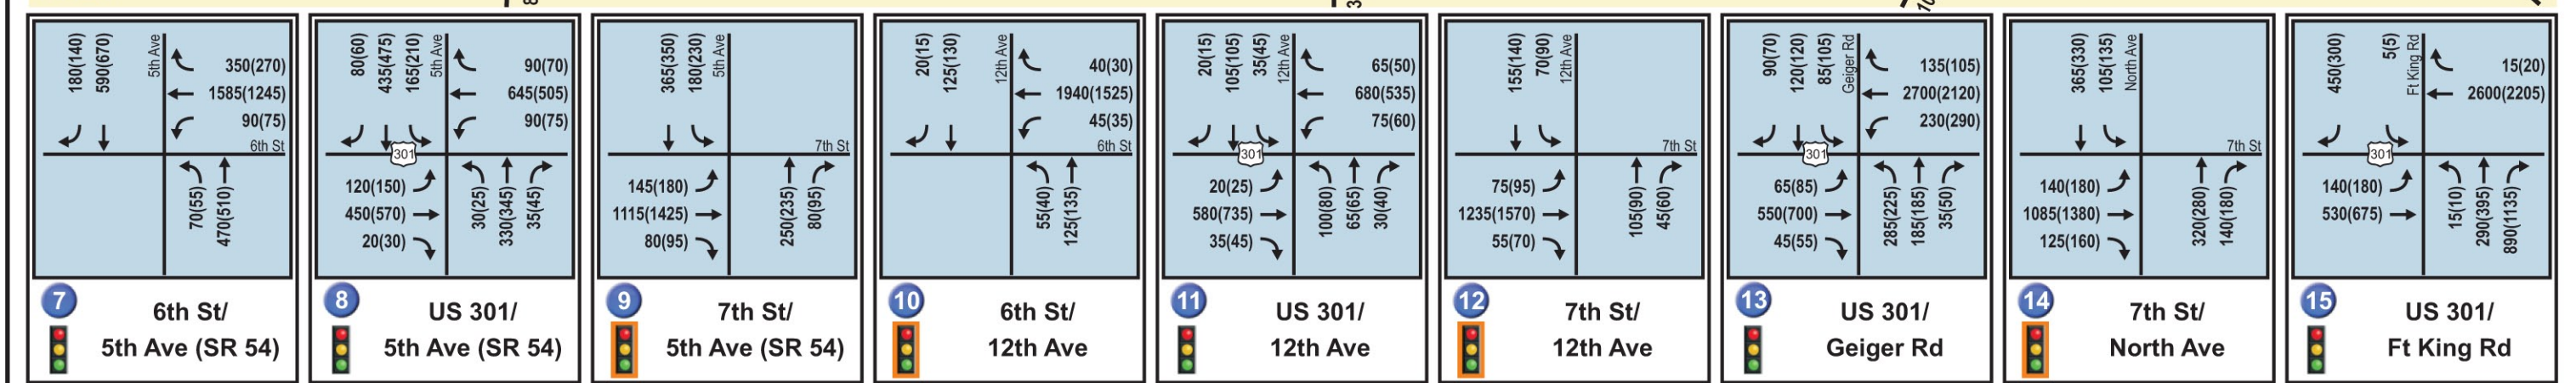 180(140)
590(670)
5th Ave
350(270)
1585(1245)
90(75)
6th St
70(55)
470(510)
7
6th St/
5th Ave (SR 54)
80(60)
435(475)
165(210)
5th Ave
90(70)
645(505)
90(75)
301
120(150)
450(570)
20(30)
30(25)
330(345)
35(45)
8
US 301/
5th Ave (SR 54)
365(350)
180(230)
5th Ave
7th St
145(180)
1115(1425)
80(95)
250(235)
80(95)
9
7th St/
5th Ave (SR 54)
20(15)
125(130)
12th Ave
40(30)
1940(1525)
45(35)
6th St
55(40)
125(135)
10
6th St/
12th Ave
20(15)
105(105)
35(45)
12th Ave
65(50)
680(535)
75(60)
301
20(25)
580(735)
35(45)
100(80)
65(65)
30(40)
11
US 301/
12th Ave
155(140)
70(90)
12th Ave
7th St
75(95)
1235(1570)
55(70)
105(90)
45(60)
12
7th St/
12th Ave
90(70)
120(120)
85(105)
Geiger Rd
135(105)
2700(2120)
230(290)
301
65(85)
550(700)
45(55)
285(225)
185(185)
35(50)
13
US 301/
Geiger Rd
365(330)
105(135)
North Ave
7th St
140(180)
1085(1380)
125(160)
320(280)
140(180)
14
7th St/
North Ave
450(300)
5(5)
Ft King Rd
15(20)
2600(2205)
301
140(180)
530(675)
15(10)
290(395)
890(1135)
15
US 301/
Ft King Rd